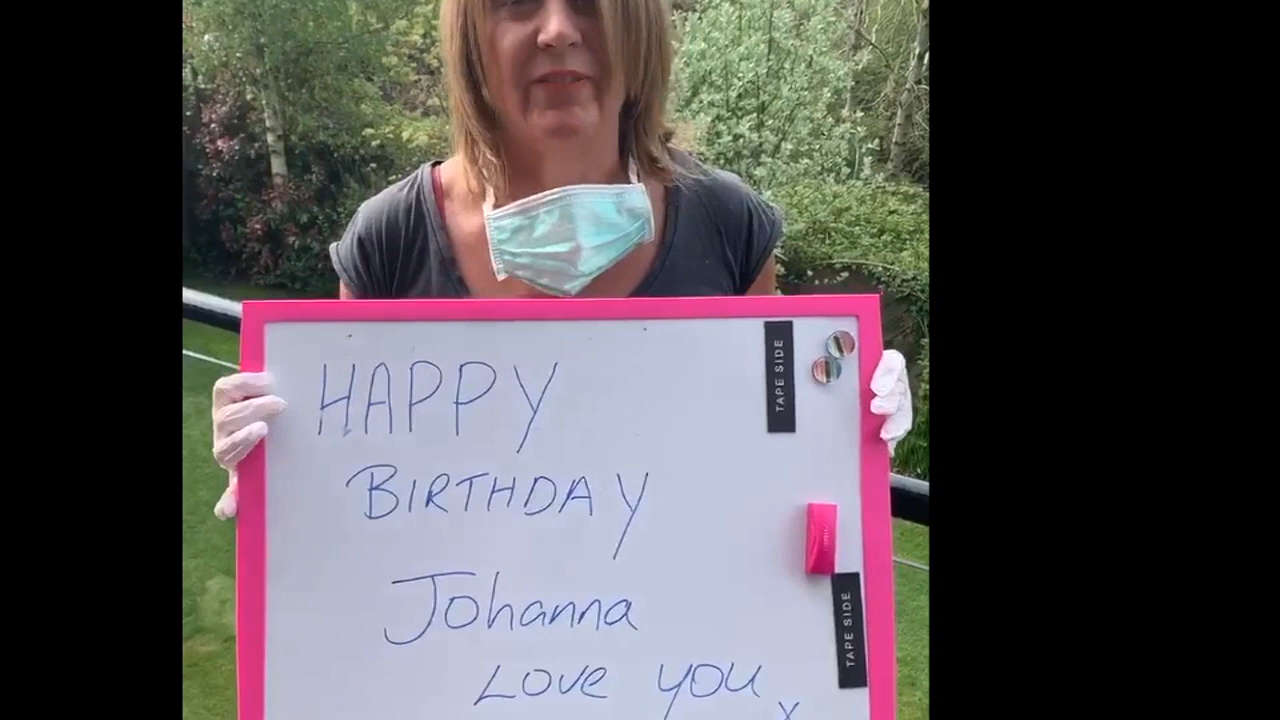 HAPPY
BIRTHDAY
Johanna
LOVE YOU
X
TAPE SIDE
TAPE SIDE